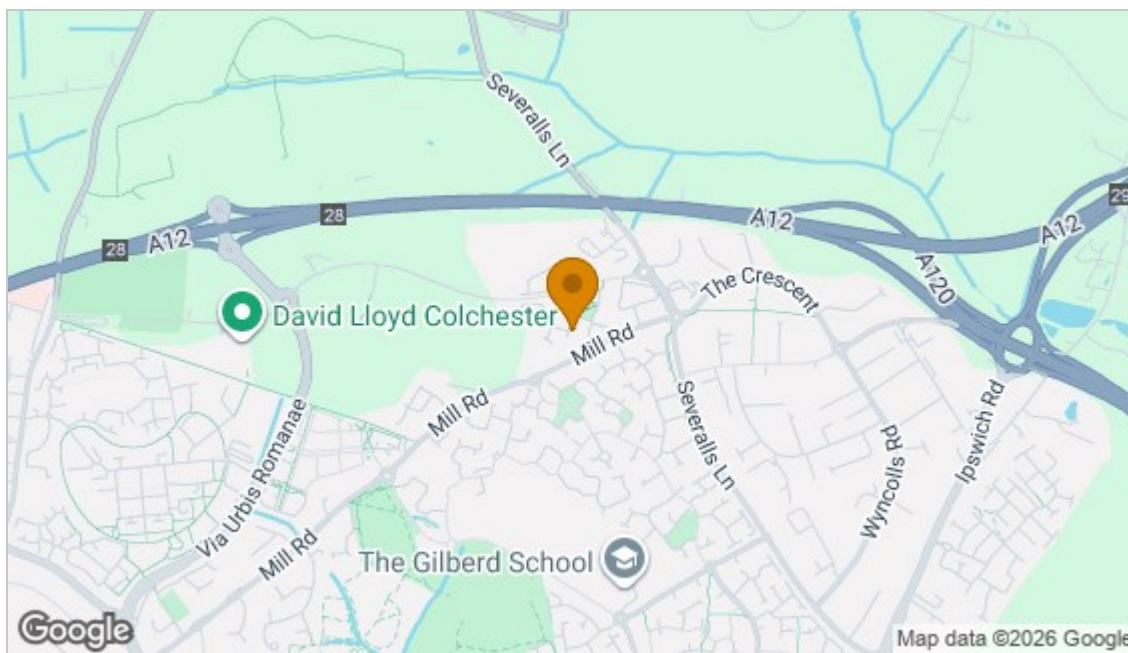 Severalls Ln
28
A12
28
A12
29
A12
A120
The Crescent
David Lloyd Colchester
Mill Rd
Mill Rd
Severalls Ln
Wyncolls Rd
Ipswich Rd
Via Urbis Romanae
Mill Rd
The Gilberd School
Google
Map data ©2026 Google